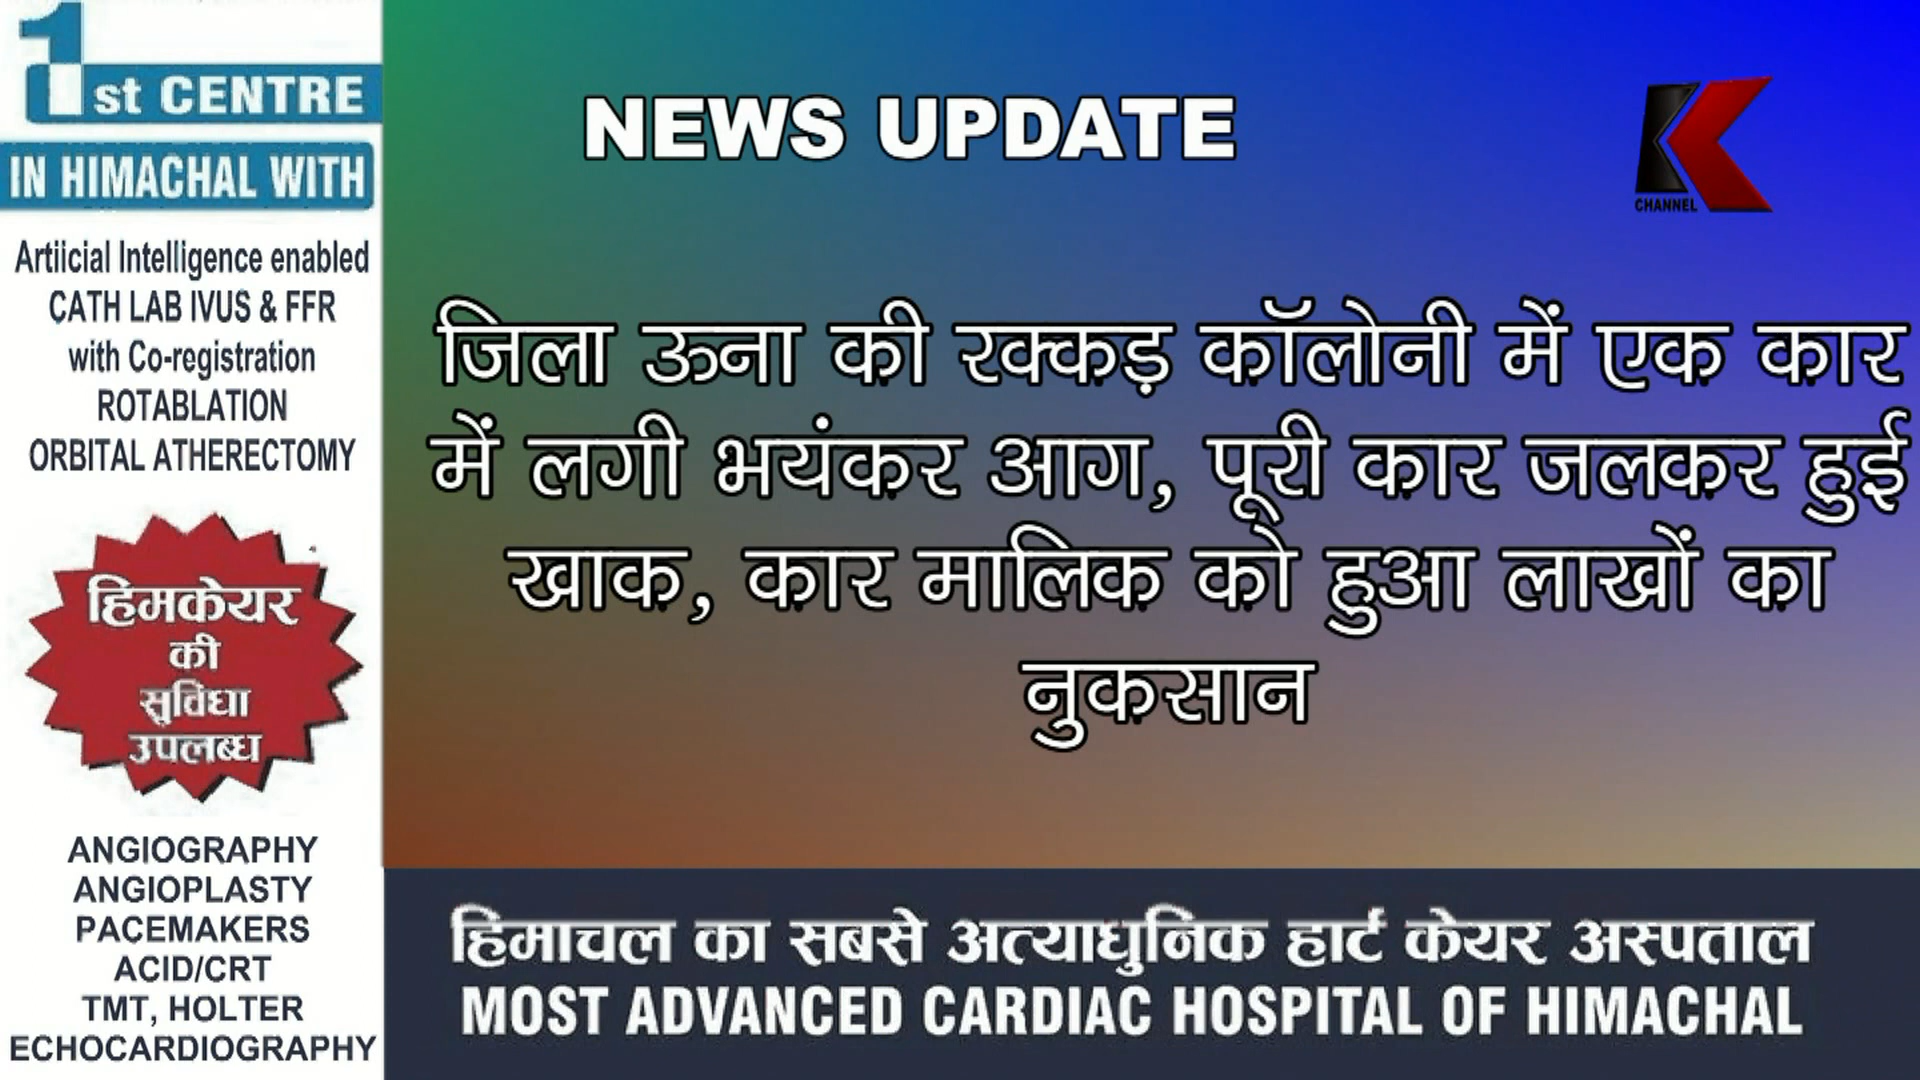 1st CENTRE
IN HIMACHAL WITH
Artiicial Intelligence enabled
CATH LAB IVUS & FFR
with Co-registration
ROTABLATION
ORBITAL ATHERECTOMY
हिमकेयर
की
सुविधा
उपलब्ध
ANGIOGRAPHY
ANGIOPLASTY
PACEMAKERS
ACID/CRT
TMT, HOLTER
ECHOCARDIOGRAPHY
NEWS UPDATE
K
CHANNEL
जिला ऊना की रक्कड़ कॉलोनी में एक कार
में लगी भयंकर आग, पूरी कार जलकर हुई
खाक, कार मालिक को हुआ लाखों का
नुकसान
हिमाचल का सबसे अत्याधुनिक हार्ट केयर अस्पताल
MOST ADVANCED CARDIAC HOSPITAL OF HIMACHAL